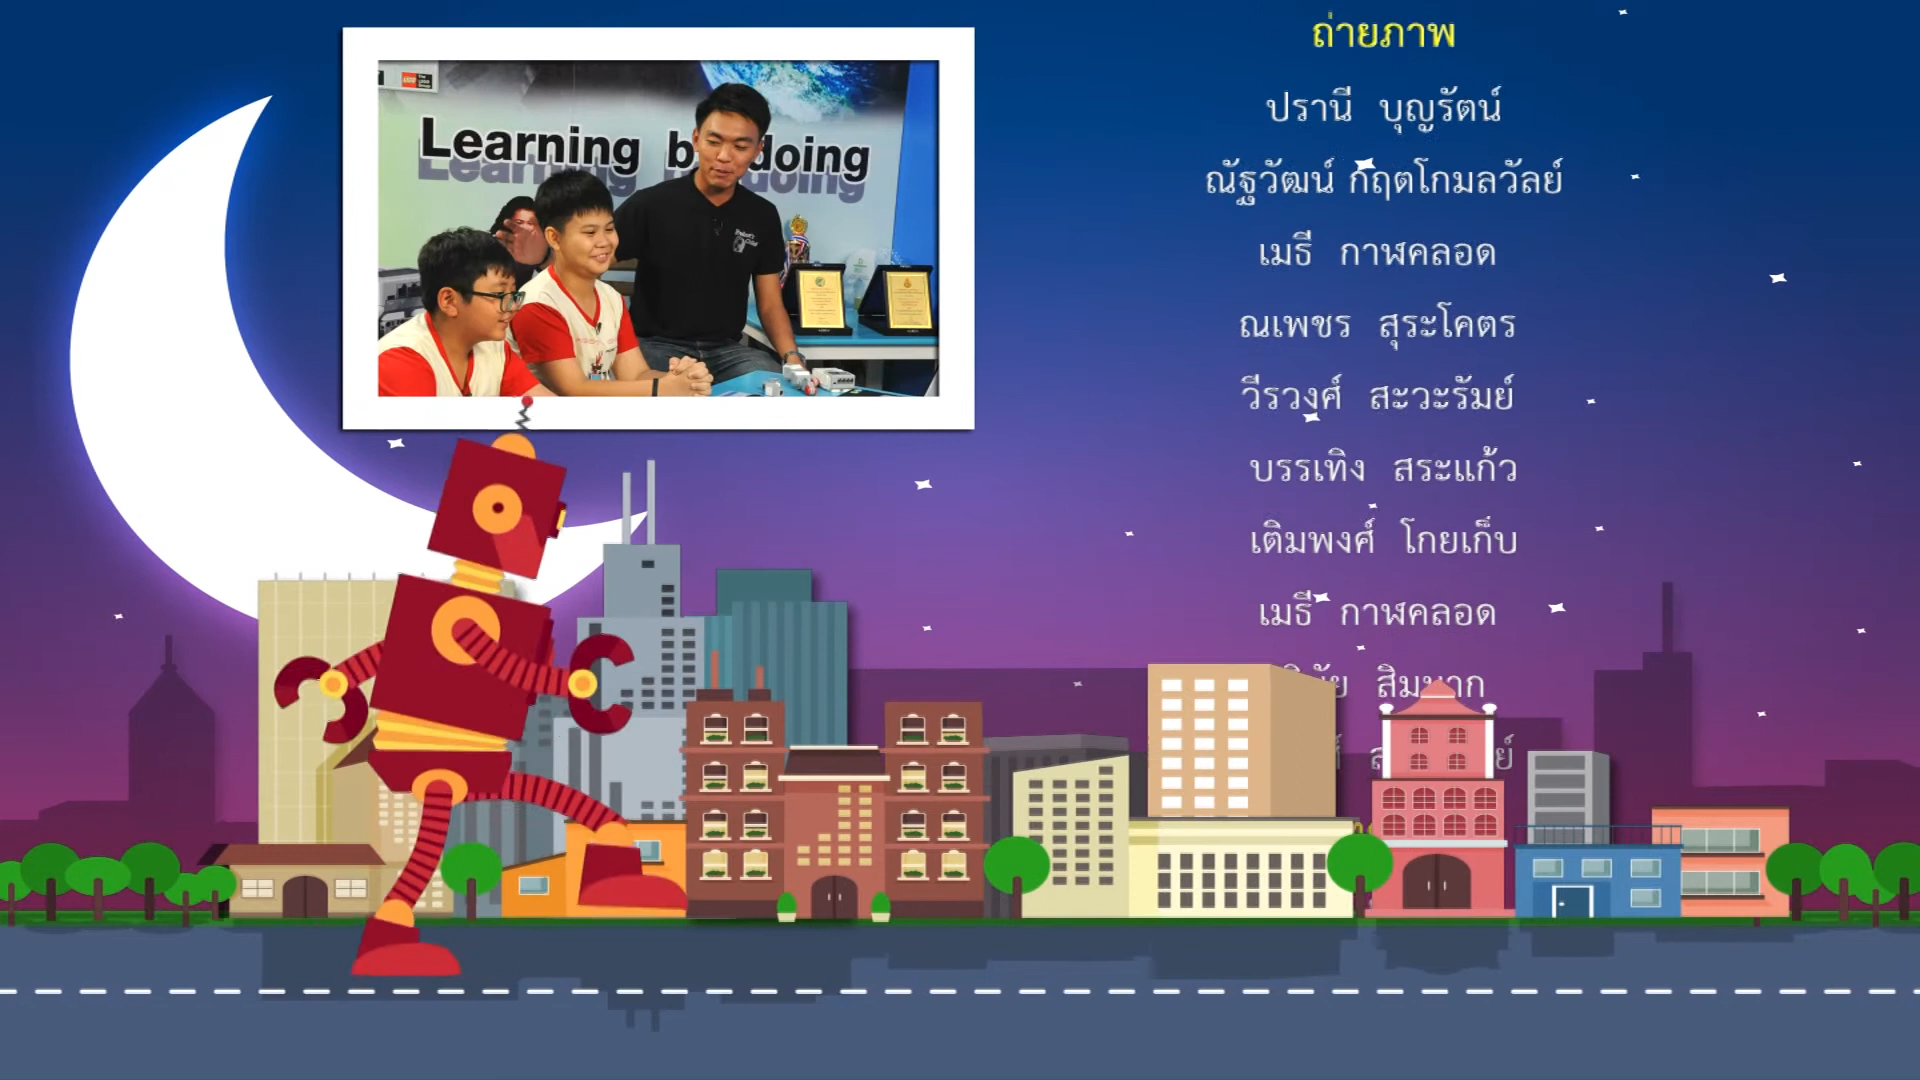 Learning doing
ถ่ายภาพ
ปรานี บุญรัตน์
ณัฐวัฒน์ กฤตโกมลวัลย์
เมธี กาฬคลอด
ณเพชร สุระโคตร
วีรวงศ์ สะวะรัมย์
บรรเทิง สระแก้ว
เติมพงศ์ โกยเก็บ
เมธี กาฬคลอด